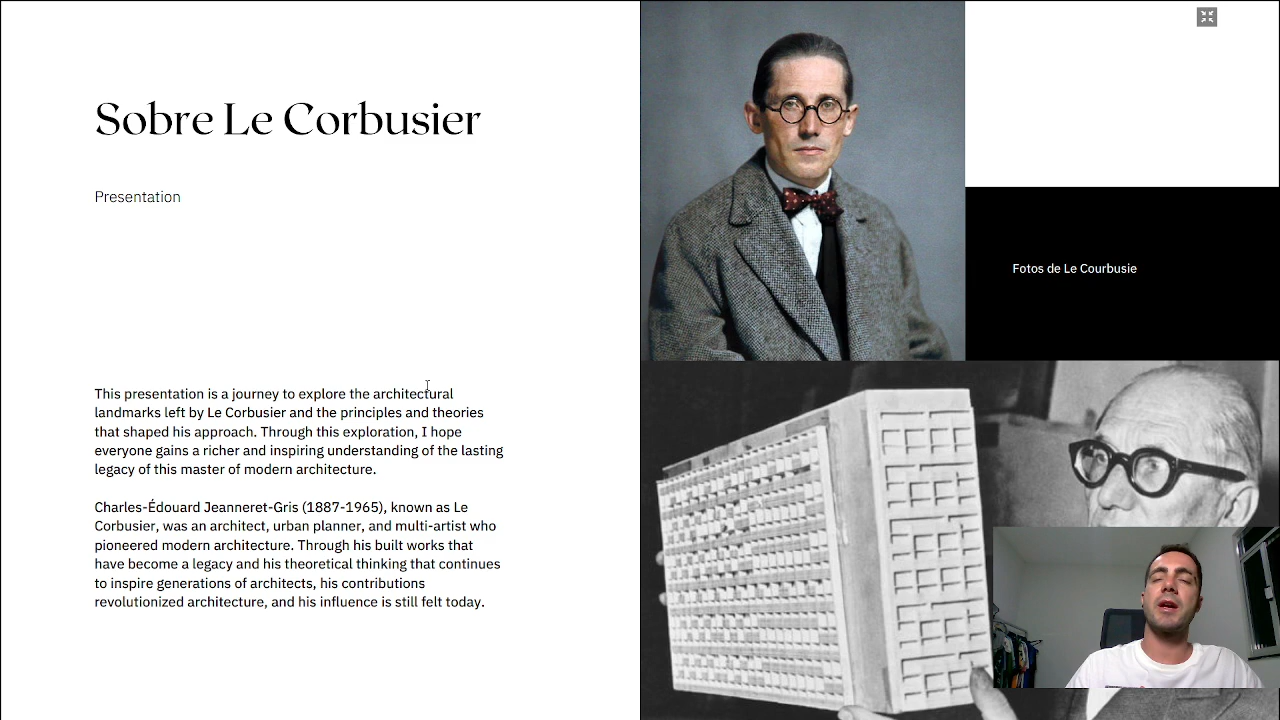 Sobre Le Corbusier
Presentation
Fotos de Le Courbusie
This presentation is a journey to explore the architectural
landmarks left by Le Corbusier and the principles and theories
that shaped his approach. Through this exploration, I hope
everyone gains a richer and inspiring understanding of the lasting
legacy of this master of modern architecture.
Charles-Édouard Jeanneret-Gris (1887-1965), known as Le
Corbusier, was an architect, urban planner, and multi-artist who
pioneered modern architecture. Through his built works that
have become a legacy and his theoretical thinking that continues
to inspire generations of architects, his contributions
revolutionized architecture, and his influence is still felt today.